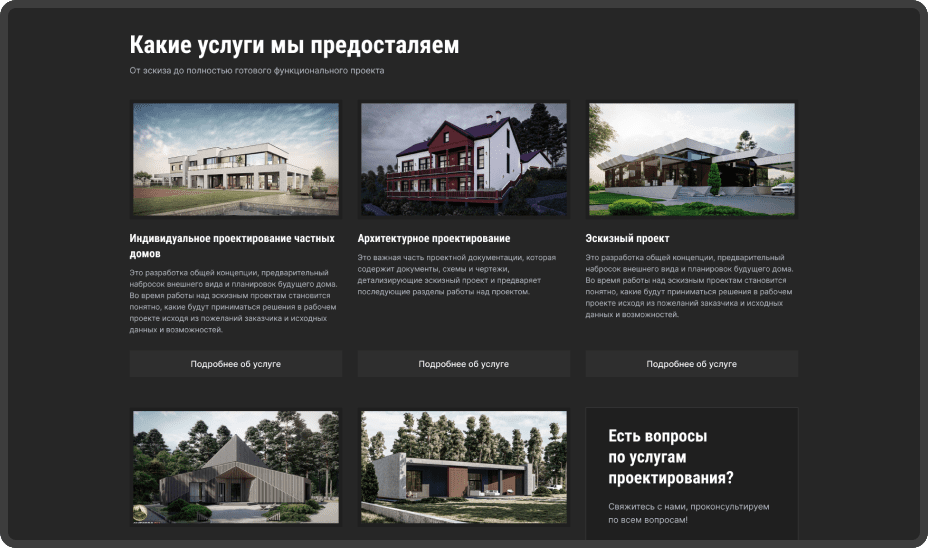 Какие услуги мы предосталяем
От эскиза до полностью готового функционального проекта
Индивидуальное проектирование частных
домов
Это разработка общей концепции, предварительный
набросок внешнего вида и планировок будущего дома.
Во время работы над эскизным проектам становится
понятно, какие будут приниматься решения в рабочем
проекте исходя из пожеланий заказчика и исходных
данных и возможностей.
Подробнее об услуге
Архитектурное проектирование
Это важная часть проектной документации, которая
содержит документы, схемы и чертежи,
детализирующие эскизный проект и предваряет
последующие разделы работы над проектом.
Подробнее об услуге
Эскизный проект
Это разработка общей концепции, предварительный
набросок внешнего вида и планировок будущего дома.
Во время работы над эскизным проектам становится
понятно, какие будут приниматься решения в рабочем
проекте исходя из пожеланий заказчика и исходных
данных и возможностей.
Подробнее об услуге
Есть вопросы
по услугам
проектирования?
Свяжитесь с нами, проконсультируем
по всем вопросам!